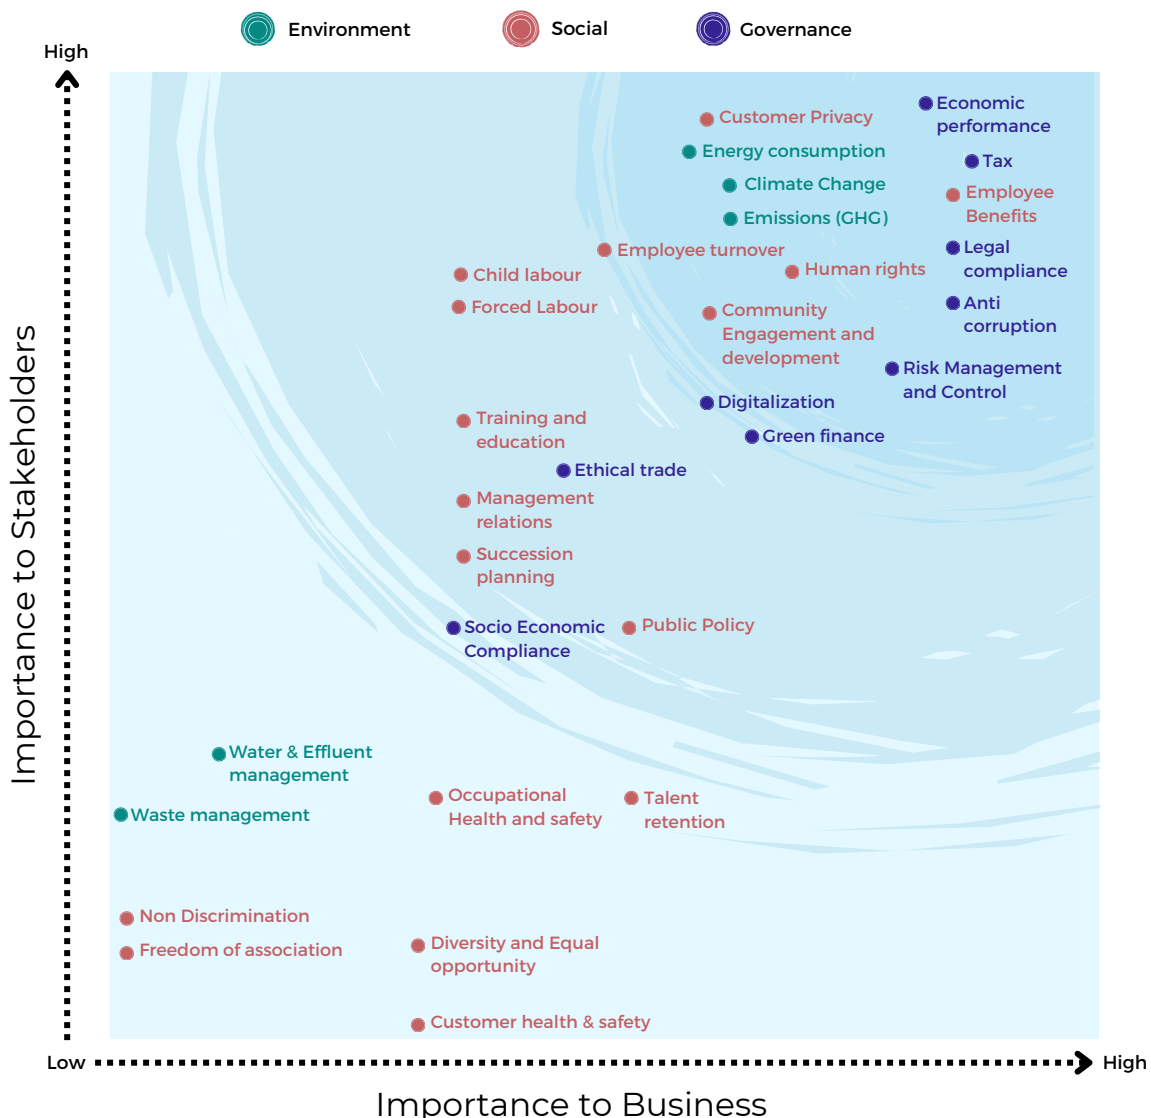 Environment
Social
Governance
High
Importance to Stakeholders
Customer Privacy
Economic
performance
Energy consumption
Tax
Climate Change
Employee
Benefits
Emissions (GHG)
Employee turnover
Legal
compliance
Human rights
Child labour
Forced Labour
Community
Engagement and
development
Anti
corruption
Risk Management
and Control
Digitalization
Training and
education
Green finance
Ethical trade
Management
relations
Succession
planning
Socio Economic
Compliance
Public Policy
Water & Effluent
management
Waste management
Occupational
Health and safety
Talent
retention
Non Discrimination
Freedom of association
Diversity and Equal
opportunity
Customer health & safety
Low
High
Importance to Business